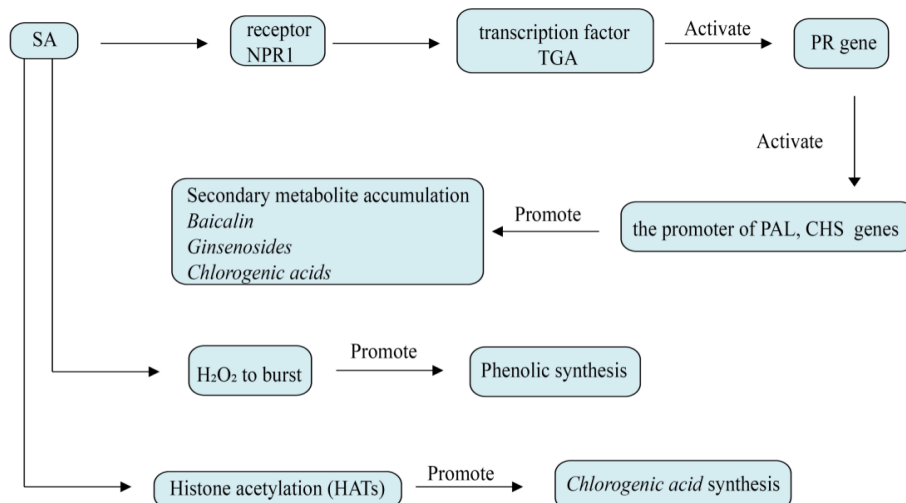 SA
receptor
NPR1
transcription factor
TGA
Activate
PR gene
Activate
the promoter of PAL, CHS genes
Promote
Secondary metabolite accumulation
Baicalin
Ginsenosides
Chlorogenic acids
H₂O₂ to burst
Promote
Phenolic synthesis
Histone acetylation (HATs)
Promote
Chlorogenic acid synthesis